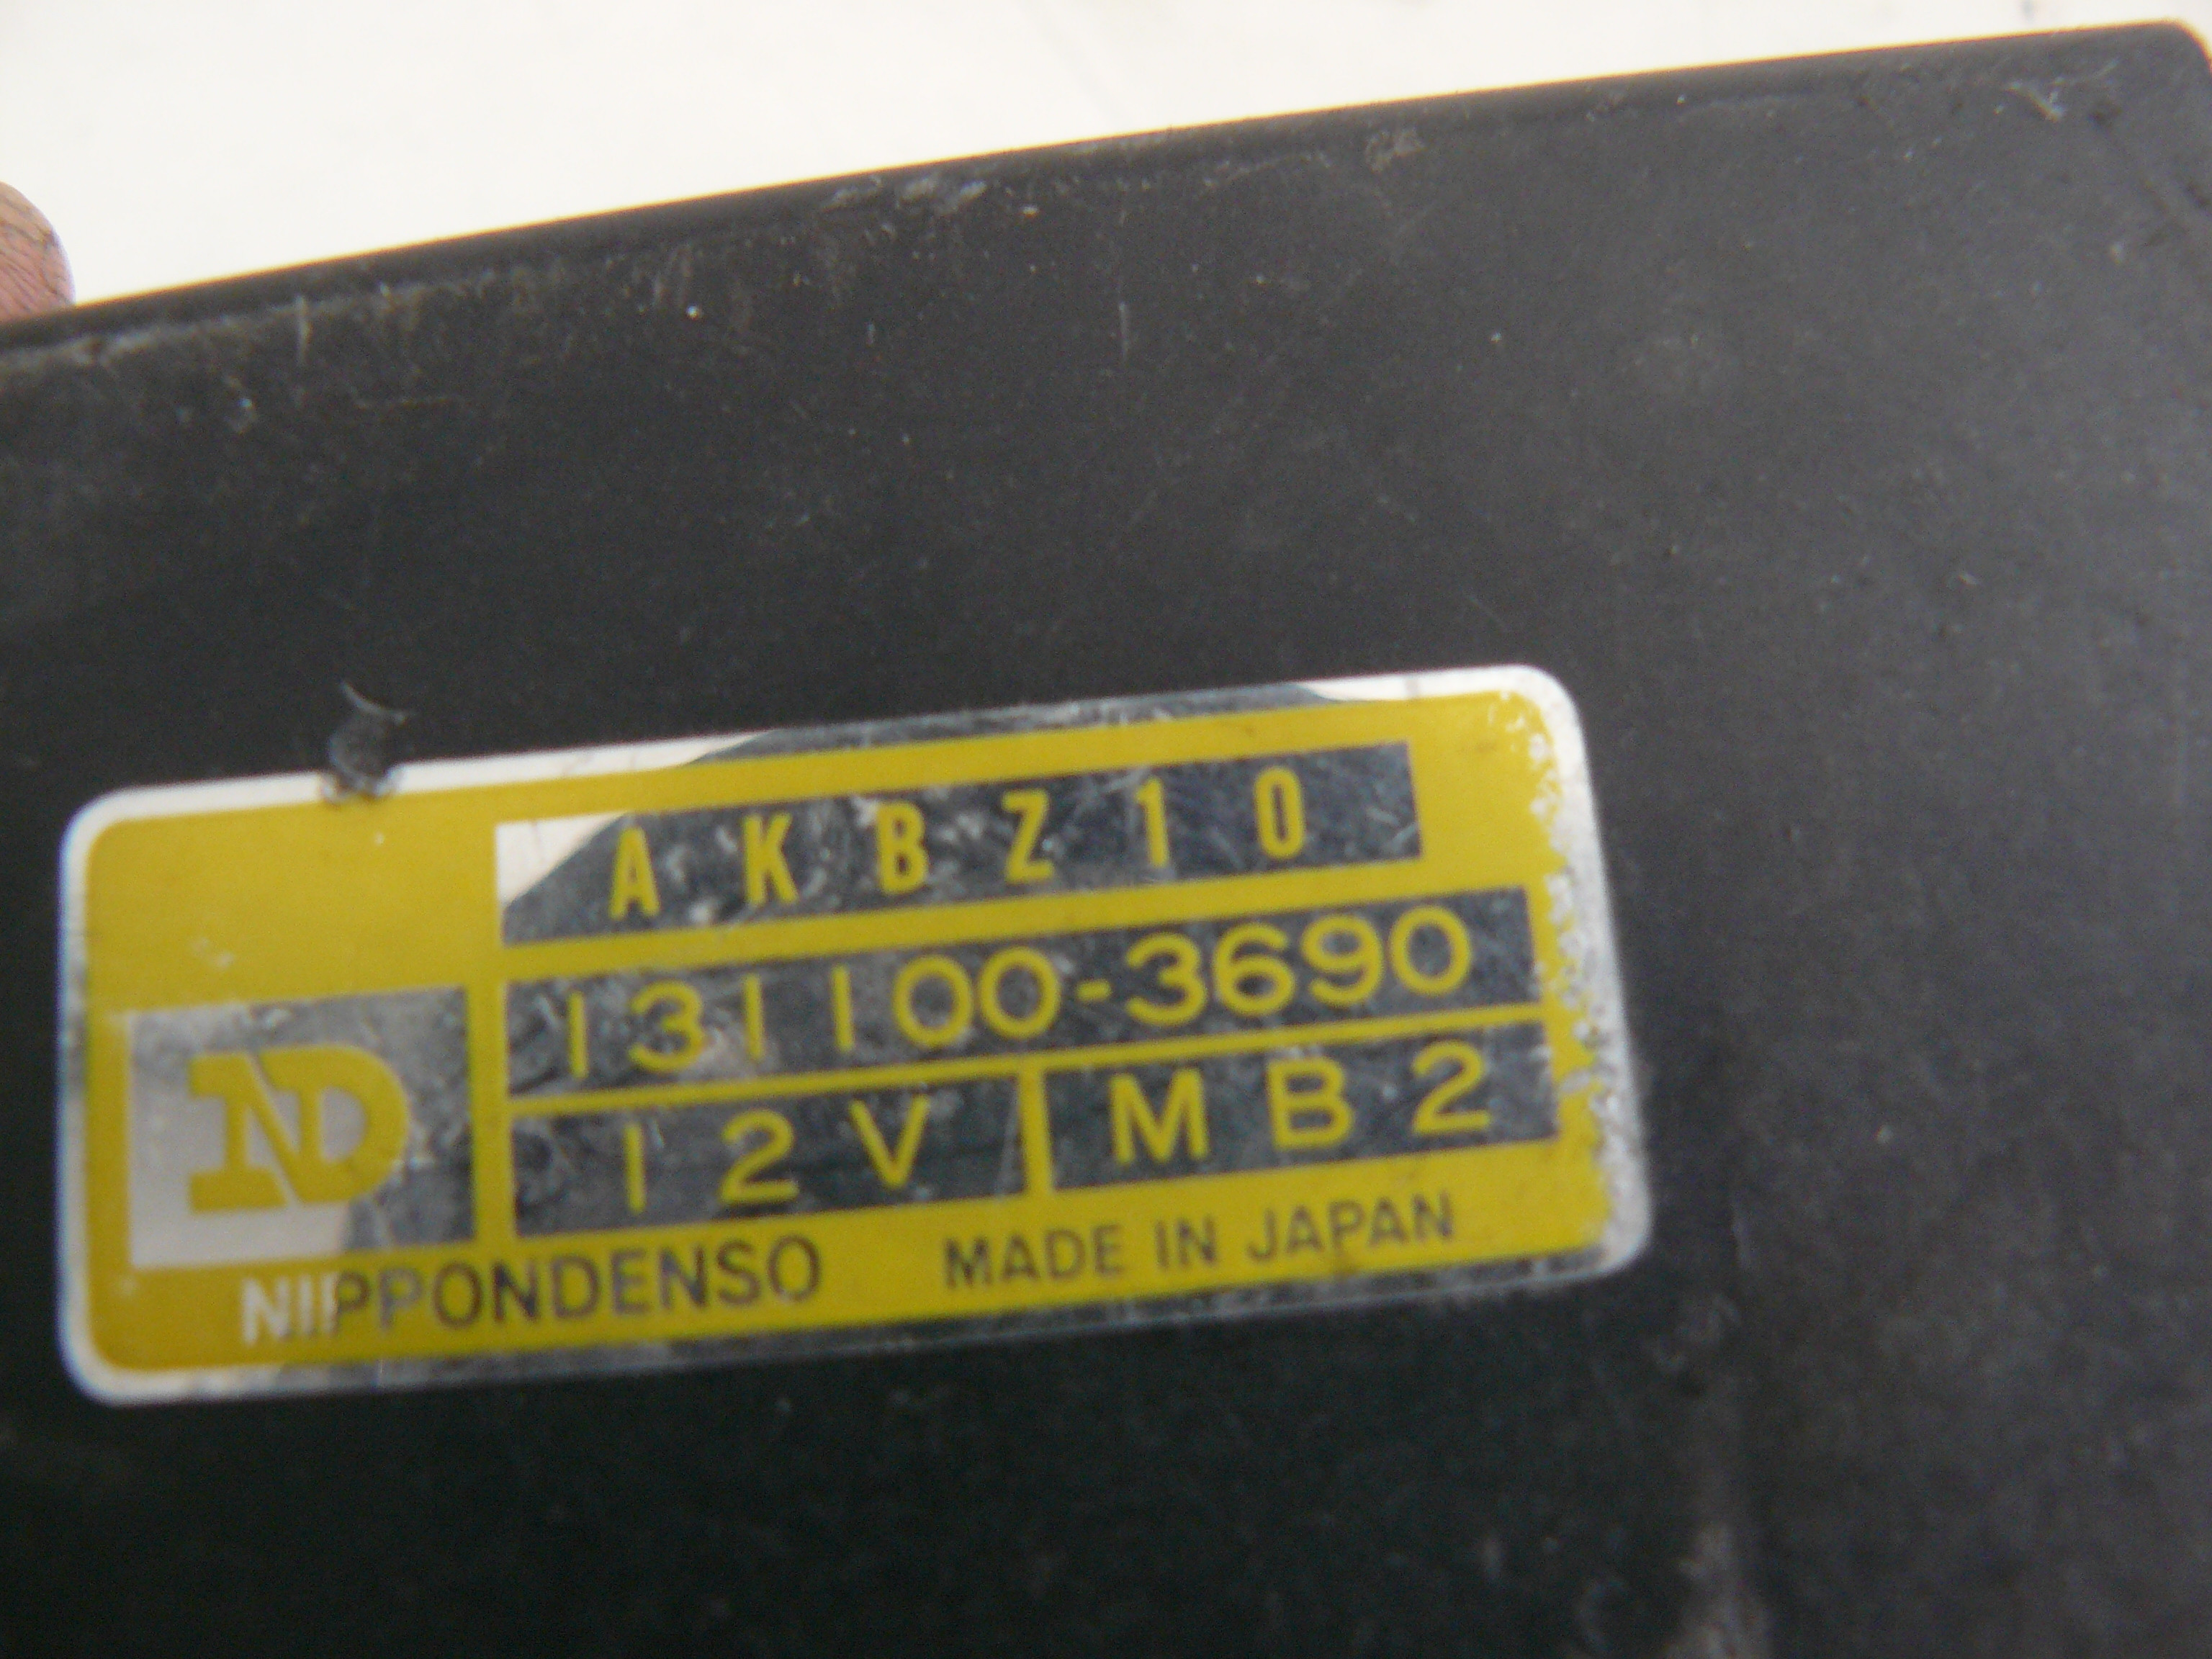 AKBZ10
131100-3690
12V MB2
ND
NIPPONDENSO MADE IN JAPAN